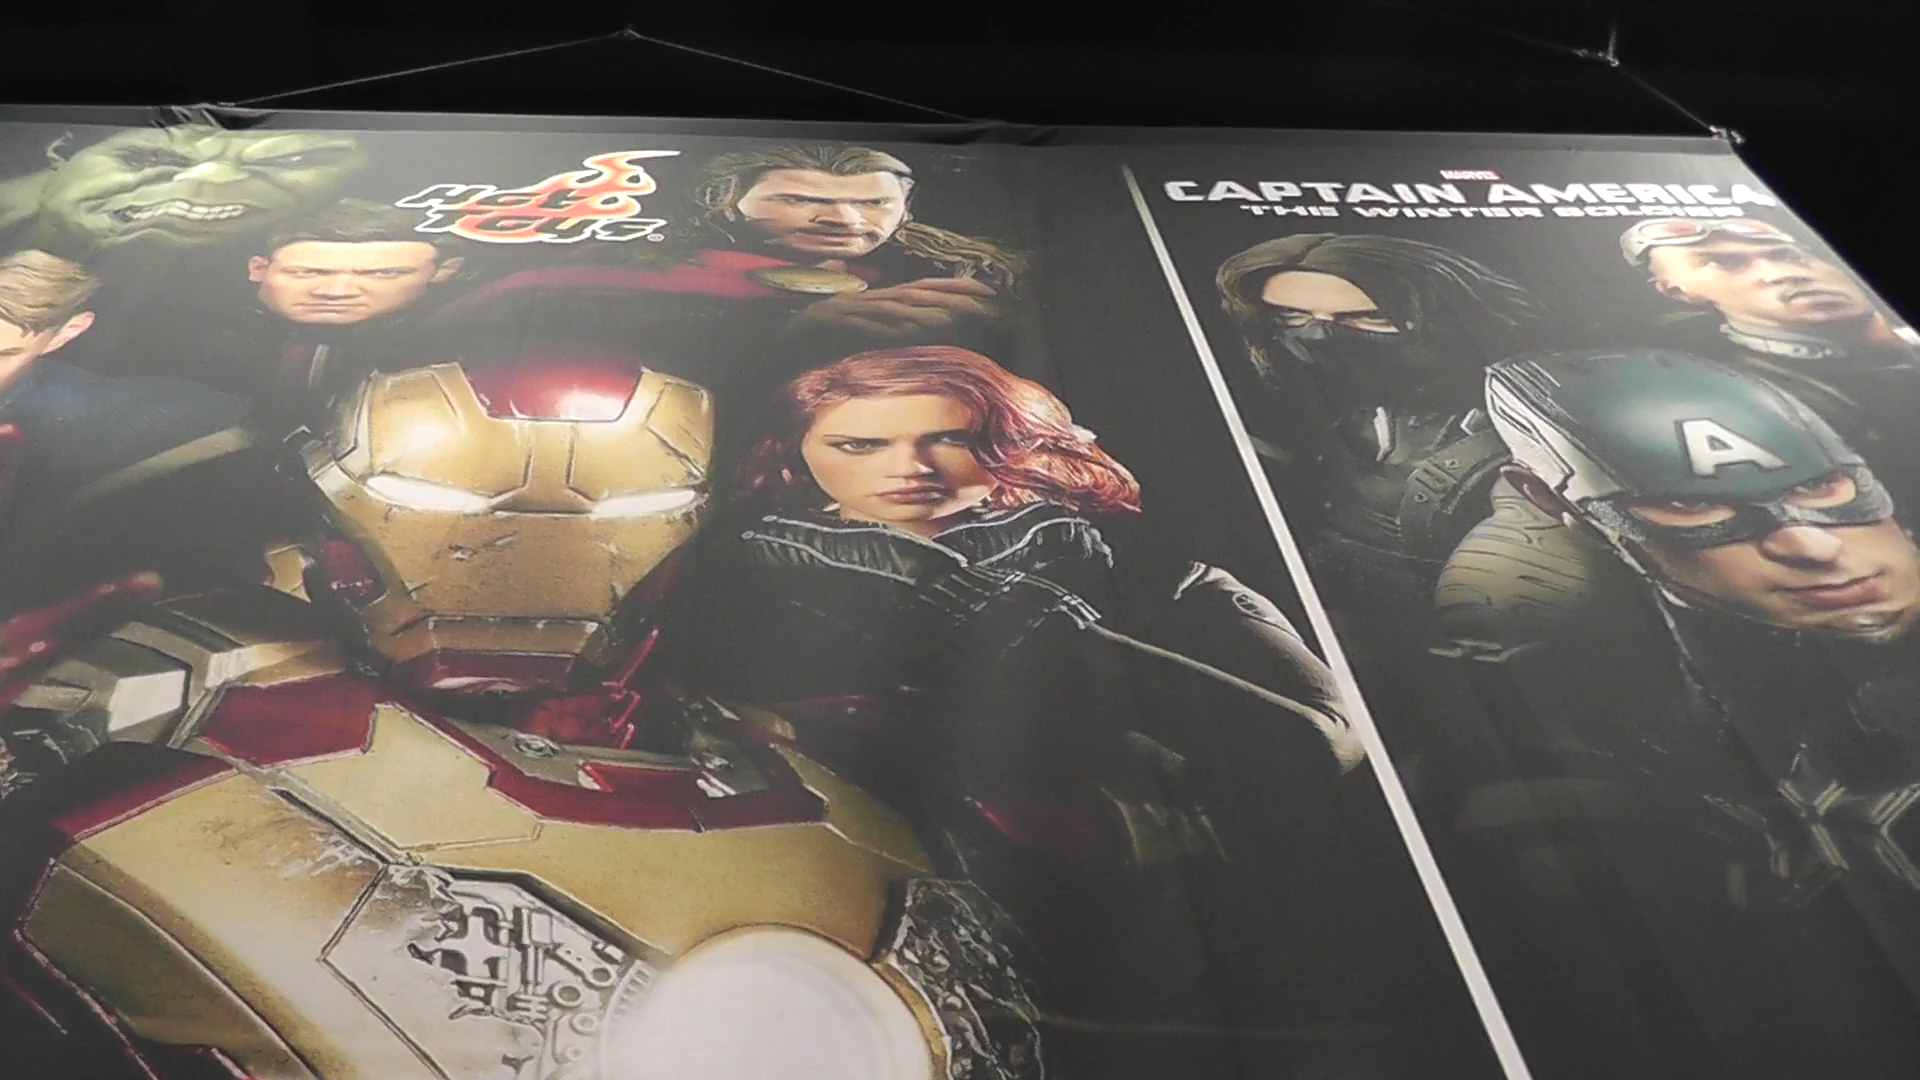 Hot
Toys
®
MARVEL
CAPTAIN AMERICA
THE WINTER SOLDIER
A